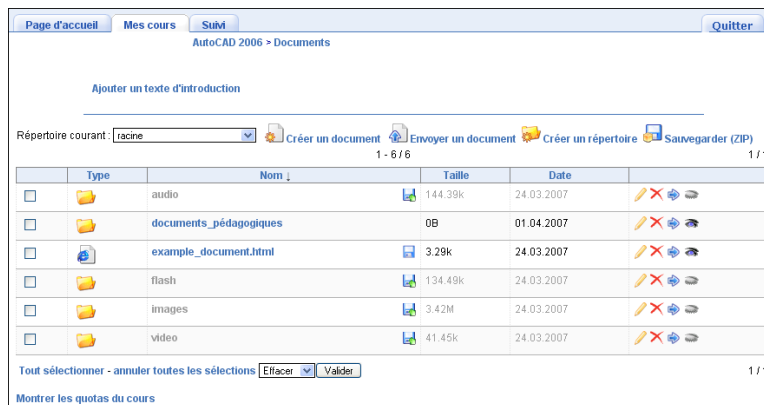 Page d'accueil Mes cours Suivi Quitter
AutoCAD 2006 > Documents
Ajouter un texte d'introduction
Répertoire courant : racine Créer un document Envoyer un document Créer un répertoire Sauvegarder (ZIP)
1 - 6 / 6 1 / 1
Type Nom ↓ Taille Date
audio 144.39k 24.03.2007
documents_pédagogiques 0B 01.04.2007
example_document.html 3.29k 24.03.2007
flash 134.49k 24.03.2007
images 3.42M 24.03.2007
video 41.45k 24.03.2007
Tout sélectionner - annuler toutes les sélections Effacer Valider 1 /
Montrer les quotas du cours